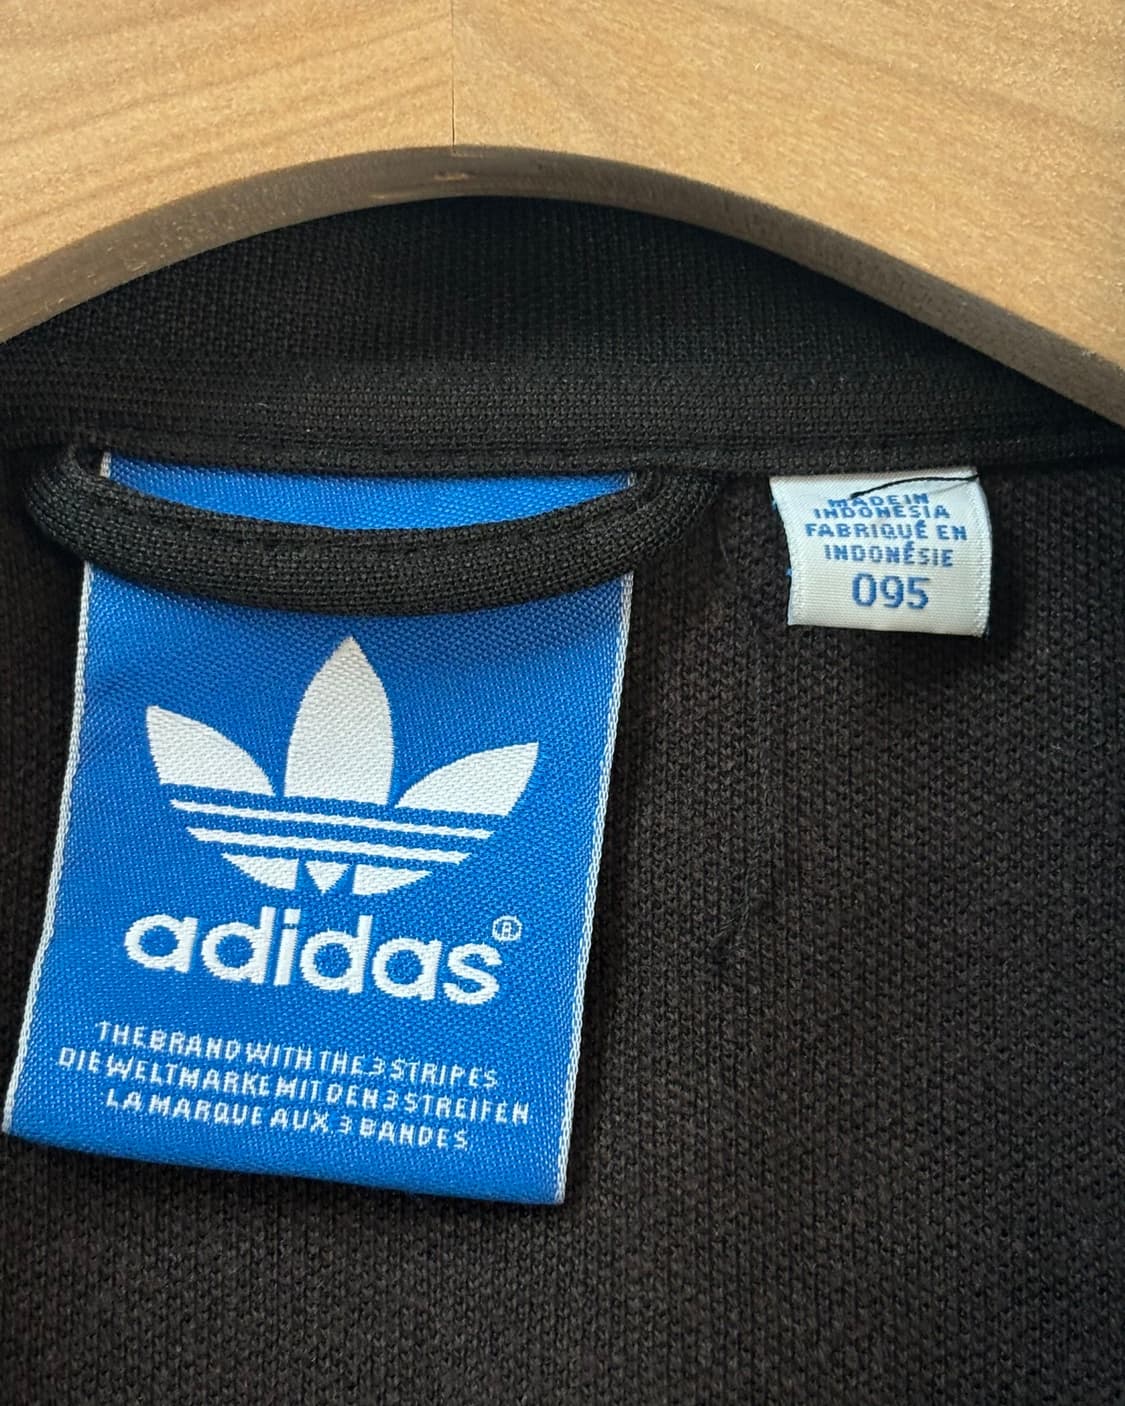 MADE IN
INDONESIA
FABRIQUÉ EN
INDONÉSIE
095
adidas®
THE BRAND WITH THE 3 STRIPES
DIE WELTMARKE MIT DEN 3 STREIFEN
LA MARQUE AUX 3 BANDES